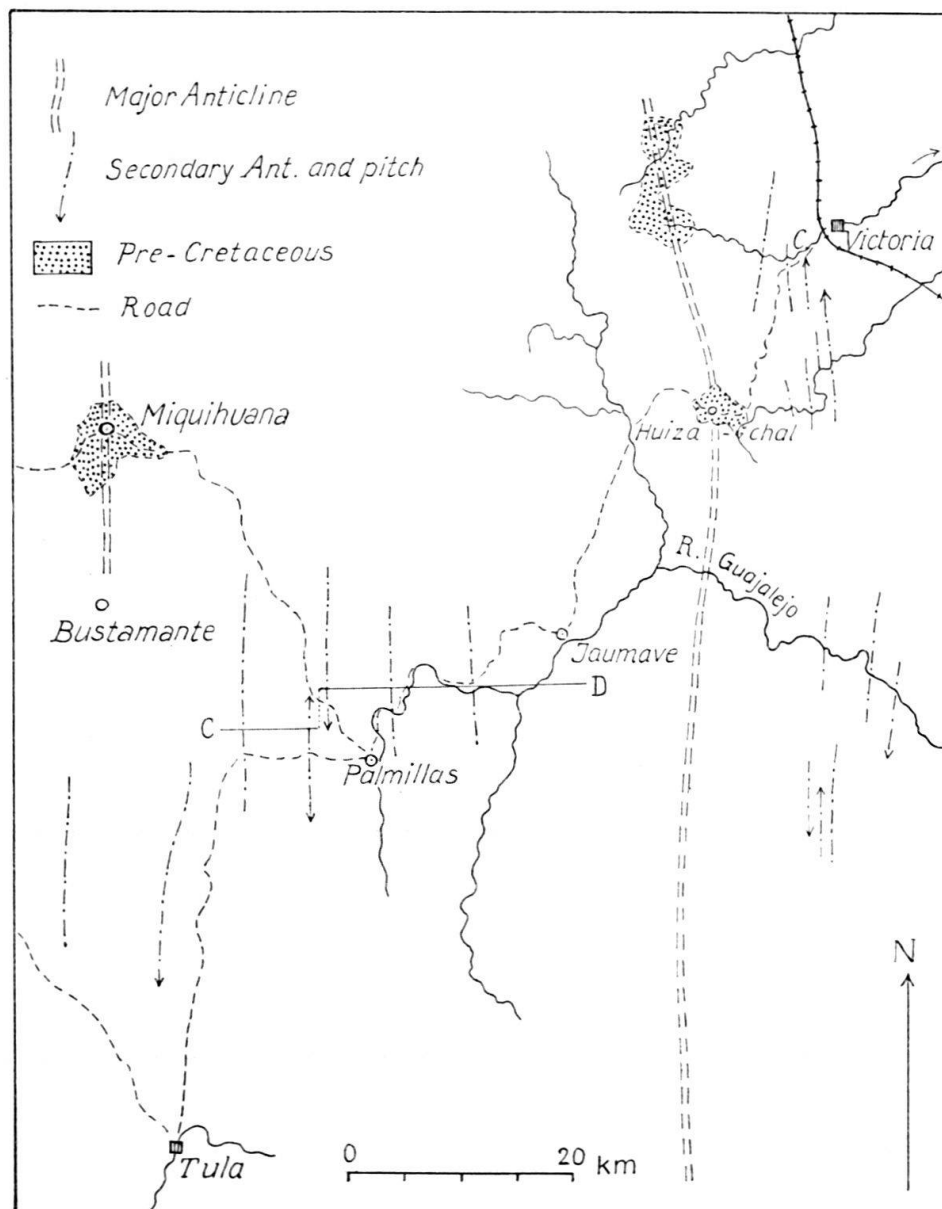 Major Anticline
Secondary Ant. and pitch
Pre-Cretaceous
Road
C. Victoria
Miquihuana
Huiza-chal
R. Guajalejo
Bustamante
Jaumave
D
C
Palmillas
N
0 20 km
Tula